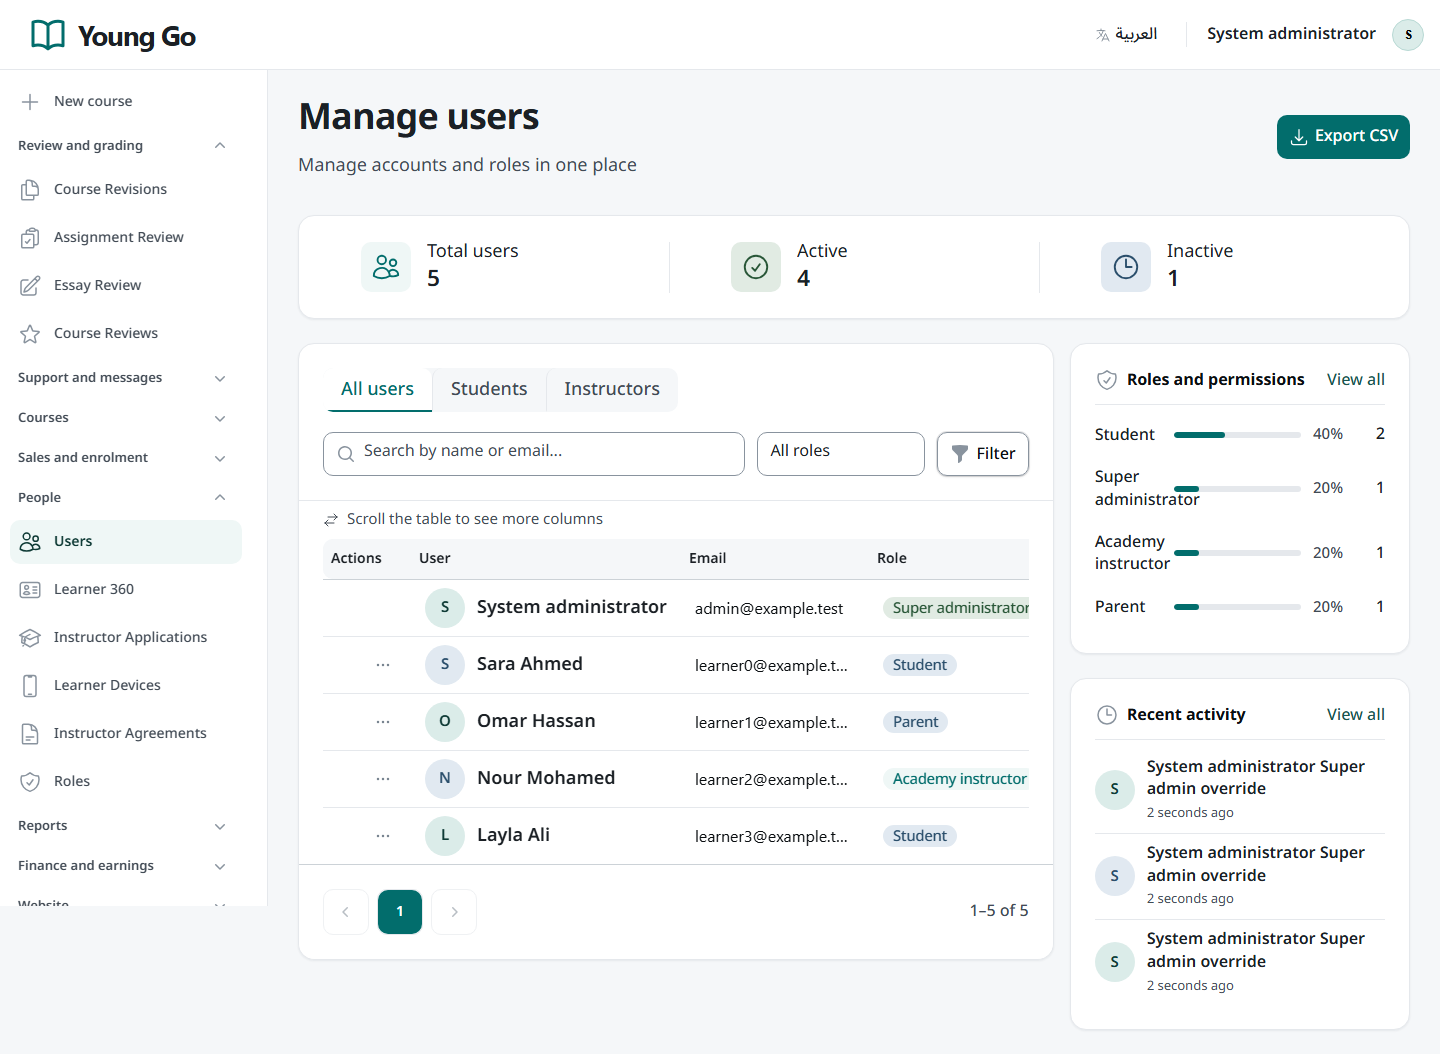 Young Go
العربية
System administrator
S
New course
Review and grading
Course Revisions
Assignment Review
Essay Review
Course Reviews
Support and messages
Courses
Sales and enrolment
People
Users
Learner 360
Instructor Applications
Learner Devices
Instructor Agreements
Roles
Reports
Finance and earnings
Website
Manage users
Manage accounts and roles in one place
Export CSV
Total users
5
Active
4
Inactive
1
All users Students Instructors
Search by name or email...
All roles
Filter
Scroll the table to see more columns
Actions User Email Role
S System administrator admin@example.test Super administrator
··· S Sara Ahmed learner0@example.t... Student
··· O Omar Hassan learner1@example.t... Parent
··· N Nour Mohamed learner2@example.t... Academy instructor
··· L Layla Ali learner3@example.t... Student
1
1–5 of 5
Roles and permissions View all
Student 40% 2
Super
administrator 20% 1
Academy
instructor 20% 1
Parent 20% 1
Recent activity View all
S
System administrator Super
admin override
2 seconds ago
S
System administrator Super
admin override
2 seconds ago
S
System administrator Super
admin override
2 seconds ago